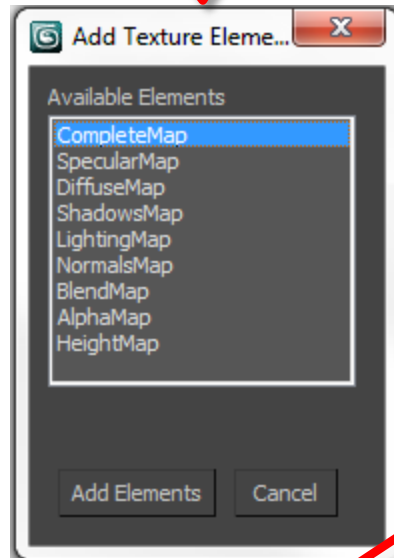 Add Texture Eleme...
Available Elements
CompleteMap
SpecularMap
DiffuseMap
ShadowsMap
LightingMap
NormalsMap
BlendMap
AlphaMap
HeightMap
Add Elements Cancel